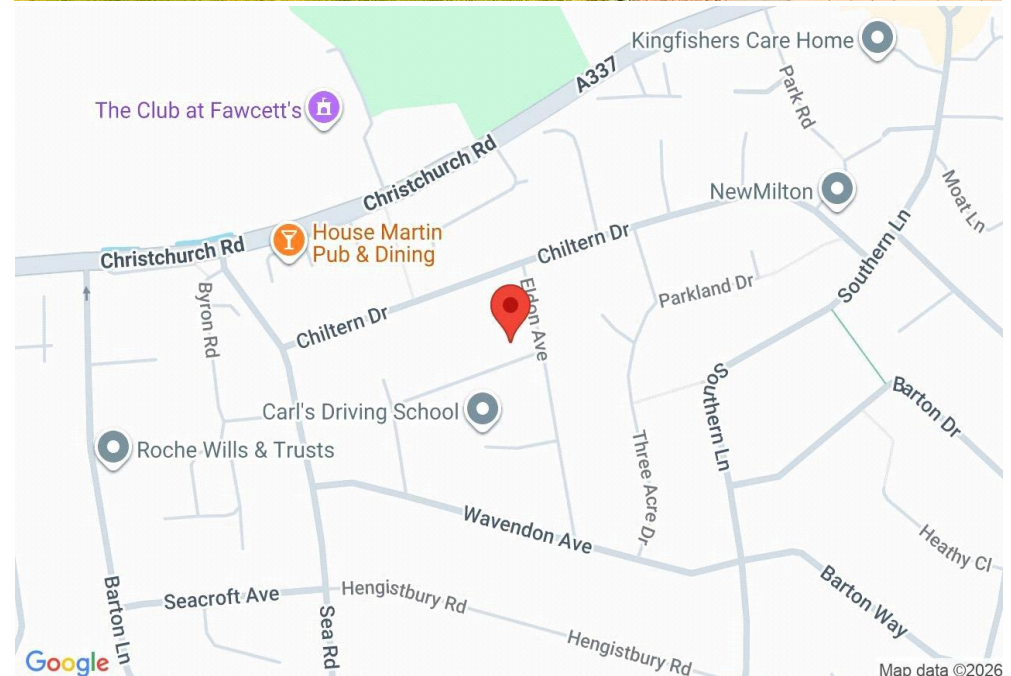 Kingfishers Care Home
A337
Park Rd
The Club at Fawcett's
Christchurch Rd
NewMilton
Moat Ln
House Martin
Pub & Dining
Christchurch Rd
Chiltern Dr
Southern Ln
Byron Rd
Eldon Ave
Parkland Dr
Chiltern Dr
Southern Ln
Barton Dr
Carl's Driving School
Roche Wills & Trusts
Three Acre Dr
Wavendon Ave
Heathy Cl
Barton Ln
Seacroft Ave
Hengistbury Rd
Sea Rd
Barton Way
Hengistbury Rd
Google
Map data ©2026